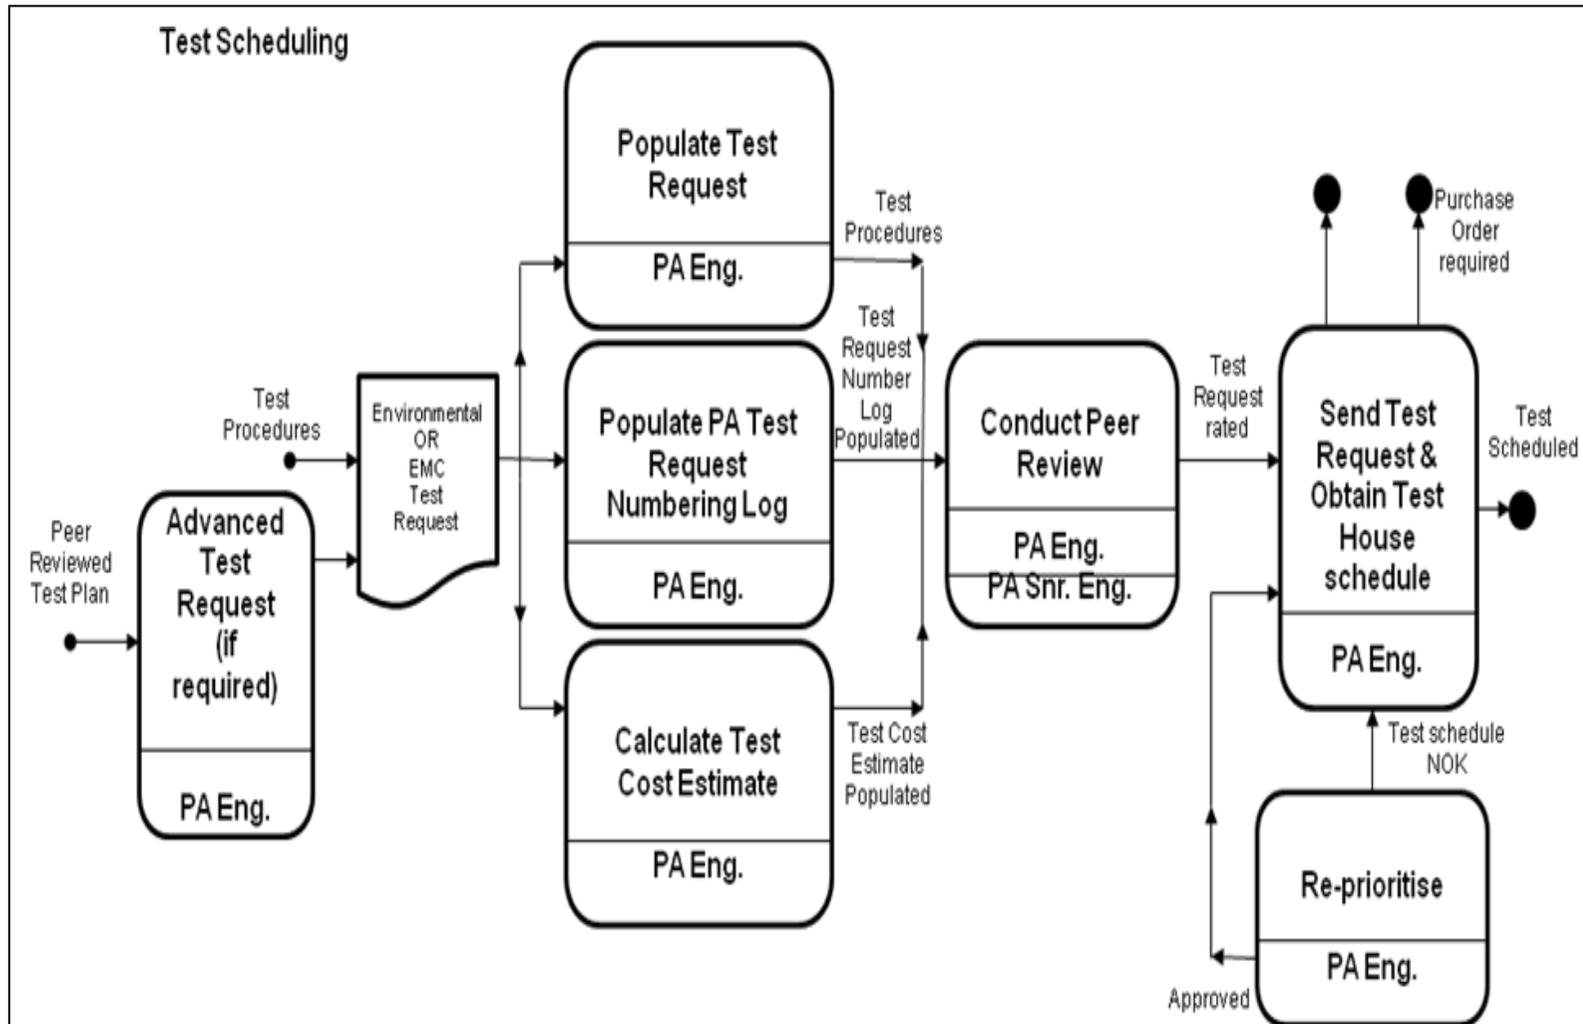 Test Scheduling
Peer
Reviewed
Test Plan
Advanced
Test
Request
(if
required)
PA Eng.
Test
Procedures
Environmental
OR
EMC
Test
Request
Populate Test
Request
PA Eng.
Populate PA Test
Request
Numbering Log
PA Eng.
Calculate Test
Cost Estimate
PA Eng.
Test
Procedures
Test
Request
Number
Log
Populated
Test Cost
Estimate
Populated
Conduct Peer
Review
PA Eng.
PA Snr. Eng.
Test
Request
rated
Send Test
Request &
Obtain Test
House
schedule
PA Eng.
Purchase
Order
required
Test
Scheduled
Test schedule
NOK
Re-prioritise
PA Eng.
Approved